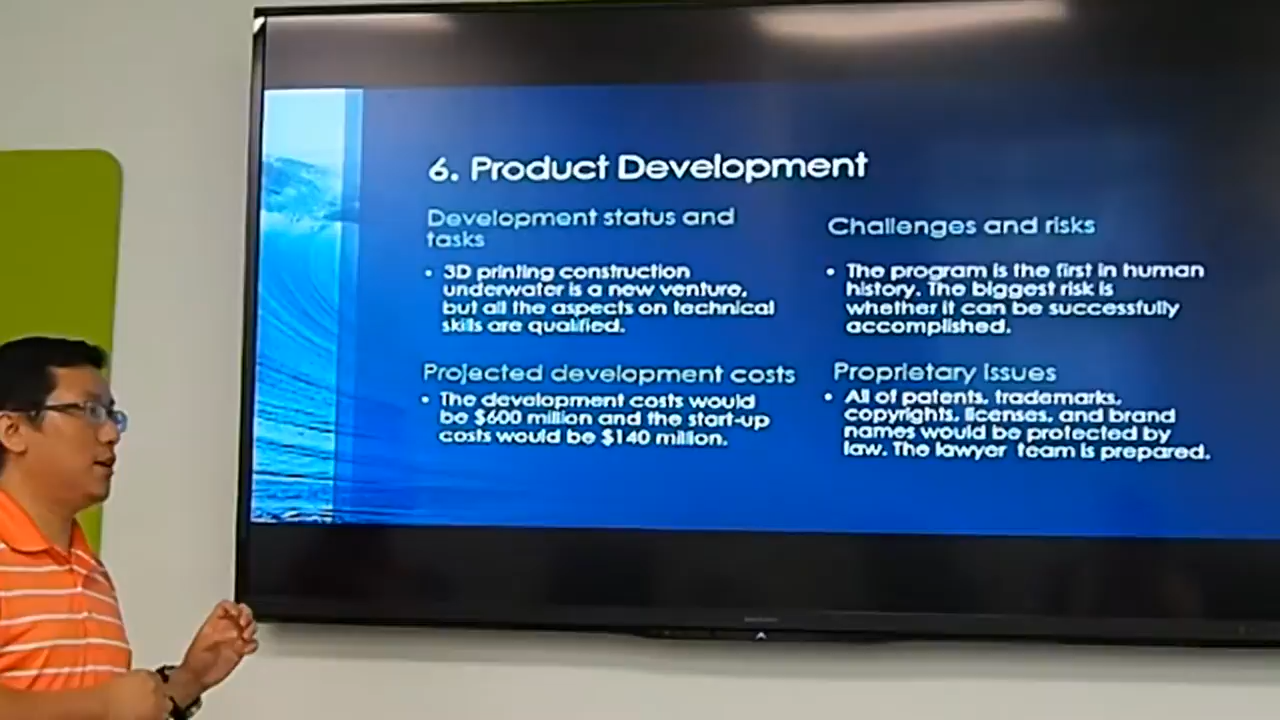 6. Product Development
Development status and
tasks
• 3D printing construction
underwater is a new venture,
but all the aspects on technical
skills are qualified.
Projected development costs
• The development costs would
be $600 million and the start-up
costs would be $140 million.
Challenges and risks
• The program is the first in human
history. The biggest risk is
whether it can be successfully
accomplished.
Proprietary Issues
• All of patents, trademarks,
copyrights, licenses, and brand
names would be protected by
law. The lawyer team is prepared.